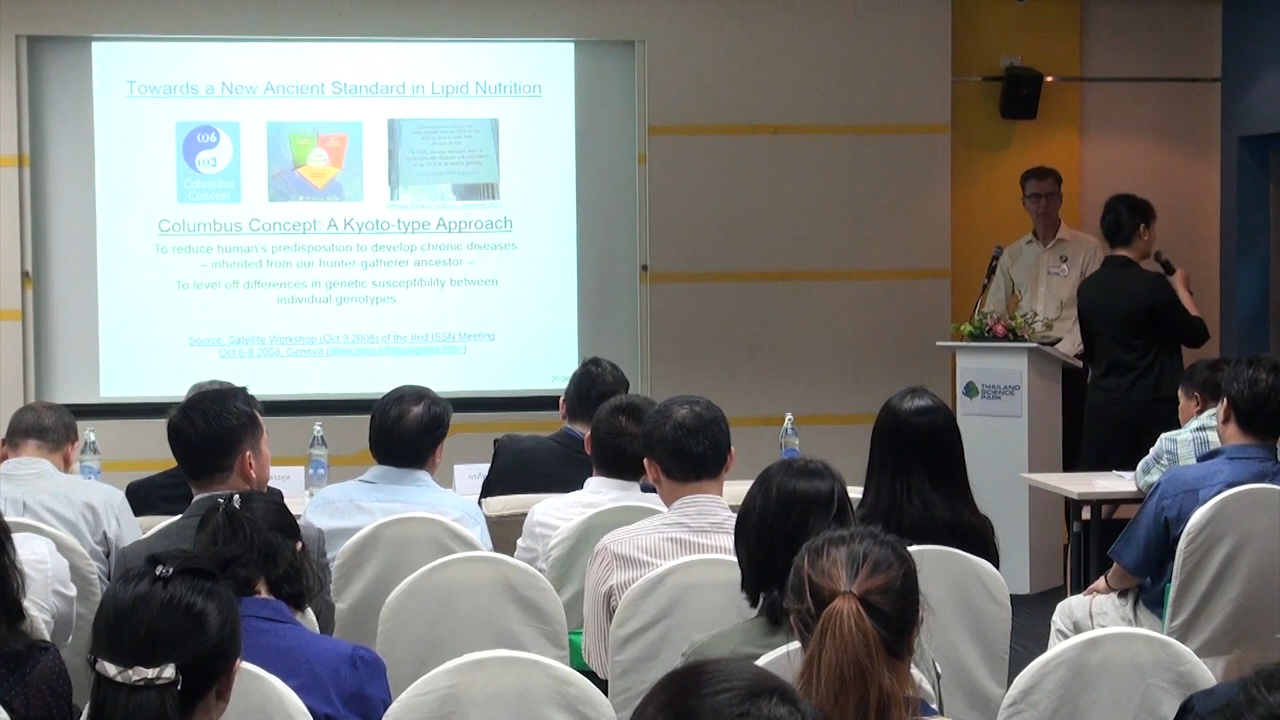 Towards a New Ancient Standard in Lipid Nutrition
ω6
ω3
Columbus
Concept
Columbus Concept: A Kyoto-type Approach
To reduce human's predisposition to develop chronic diseases
– inherited from our hunter-gatherer ancestor –
To level off differences in genetic susceptibility between
individual genotypes
Source: Satellite Workshop (Oct 9 2008) of the IInd ISSN Meeting
Oct 6-8 2008, Geneva
THAILAND
SCIENCE
PARK